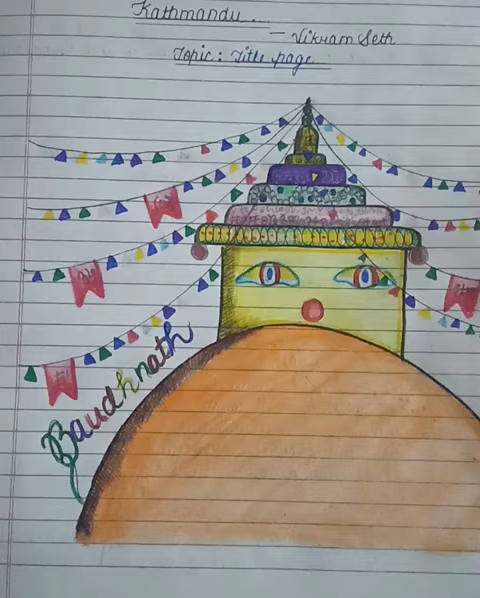 Kathmandu..
- Vikram Seth
Topic: Title page
Baudhnath